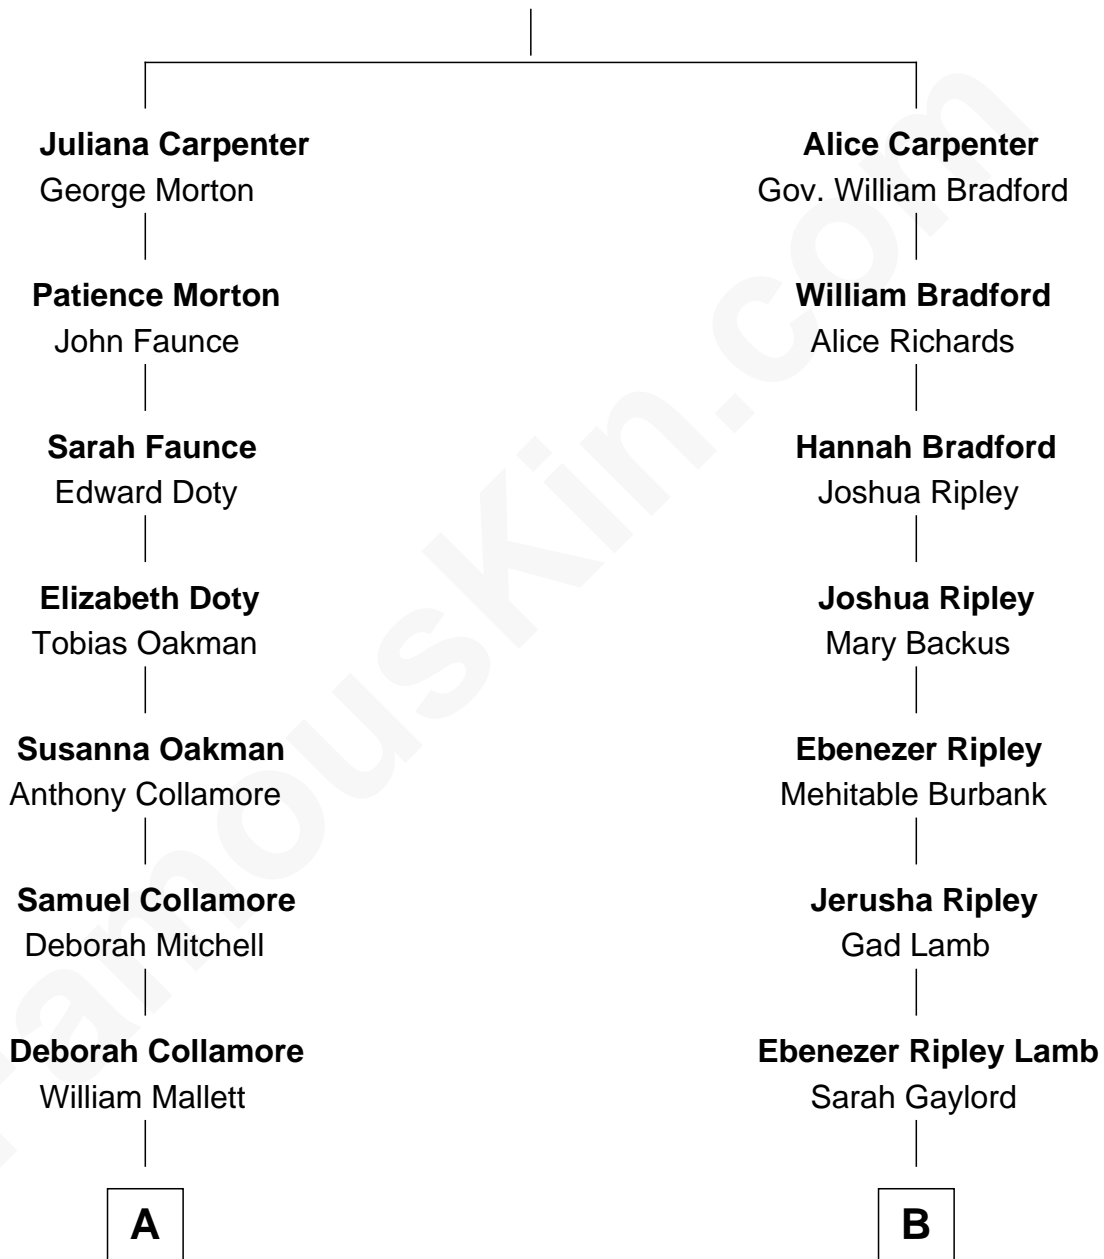 Juliana Carpenter
George Morton
Patience Morton
John Faunce
Sarah Faunce
Edward Doty
Elizabeth Doty
Tobias Oakman
Susanna Oakman
Anthony Collamore
Samuel Collamore
Deborah Mitchell
Deborah Collamore
William Mallett
A
Alice Carpenter
Gov. William Bradford
William Bradford
Alice Richards
Hannah Bradford
Joshua Ripley
Joshua Ripley
Mary Backus
Ebenezer Ripley
Mehitable Burbank
Jerusha Ripley
Gad Lamb
Ebenezer Ripley Lamb
Sarah Gaylord
B
FamousKin.com